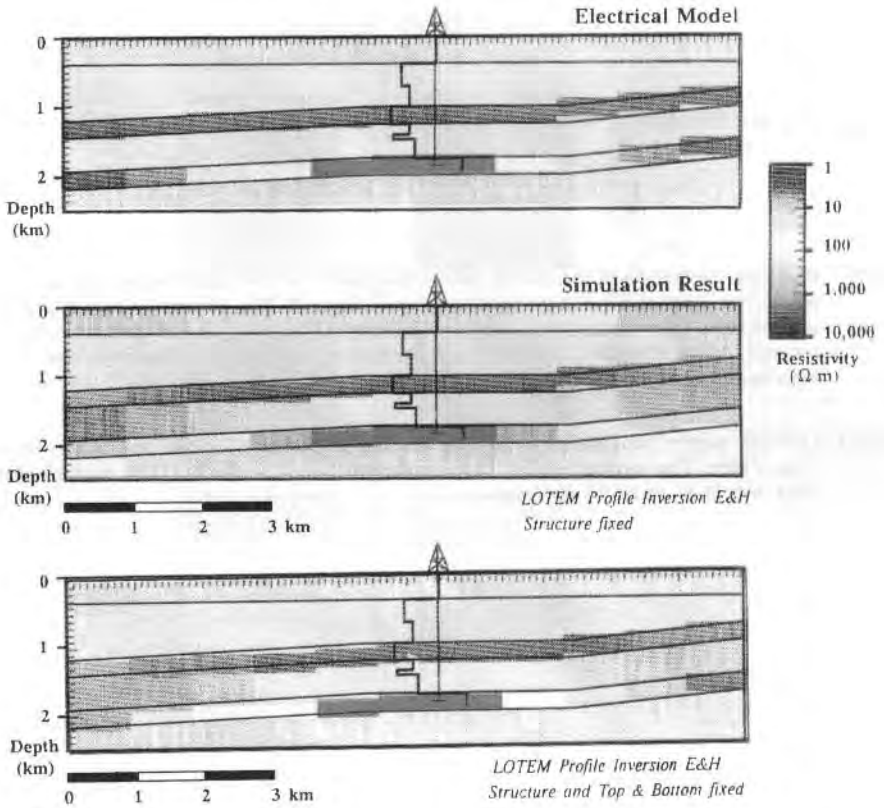 Electrical Model
0
1
2
Depth
(km)
1
10
100
1.000
10,000
Resistivity
(Ω m)
Simulation Result
0
1
2
Depth
(km)
0 1 2 3 km
LOTEM Profile Inversion E&H
Structure fixed
0
1
2
Depth
(km)
0 1 2 3 km
LOTEM Profile Inversion E&H
Structure and Top & Bottom fixed